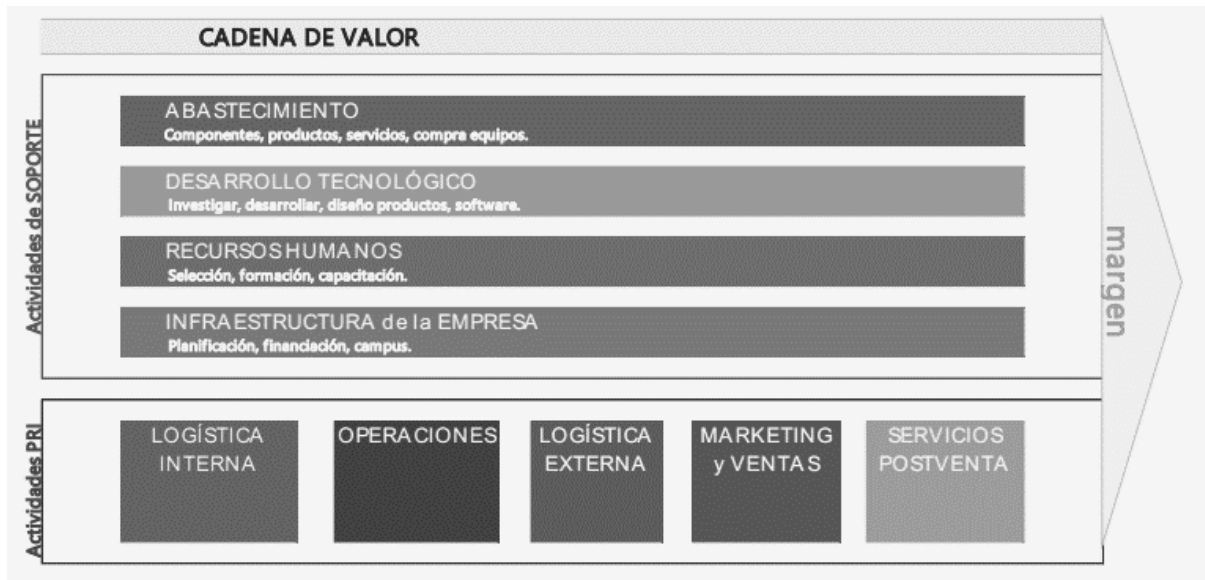 CADENA DE VALOR
Actividades de SOPORTE
ABASTECIMIENTO
Componentes, productos, servicios, compra equipos.
DESARROLLO TECNOLÓGICO
Investigar, desarrollar, diseño productos, software.
RECURSOS HUMANOS
Selección, formación, capacitación.
INFRAESTRUCTURA de la EMPRESA
Planificación, financiación, campus.
margen
Actividades PRI
LOGÍSTICA
INTERNA
OPERACIONES
LOGÍSTICA
EXTERNA
MARKETING
y VENTAS
SERVICIOS
POSTVENTA